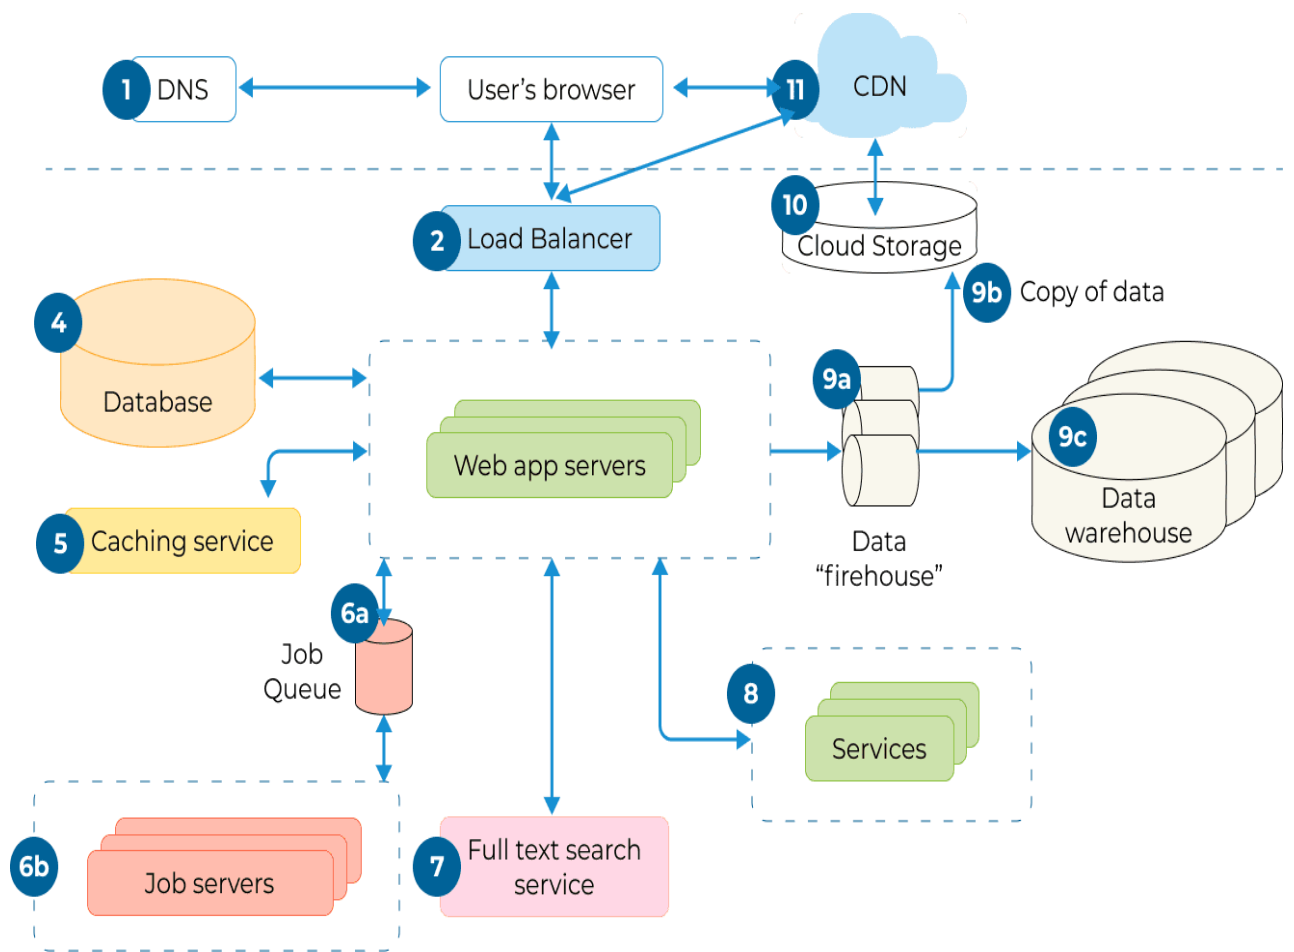 1
DNS
User's browser
11
CDN
2
Load Balancer
10
Cloud Storage
9b
Copy of data
4
Database
Web app servers
9a
9c
Data
warehouse
5
Caching service
Data
“firehouse”
6a
Job
Queue
8
Services
6b
Job servers
7
Full text search
service